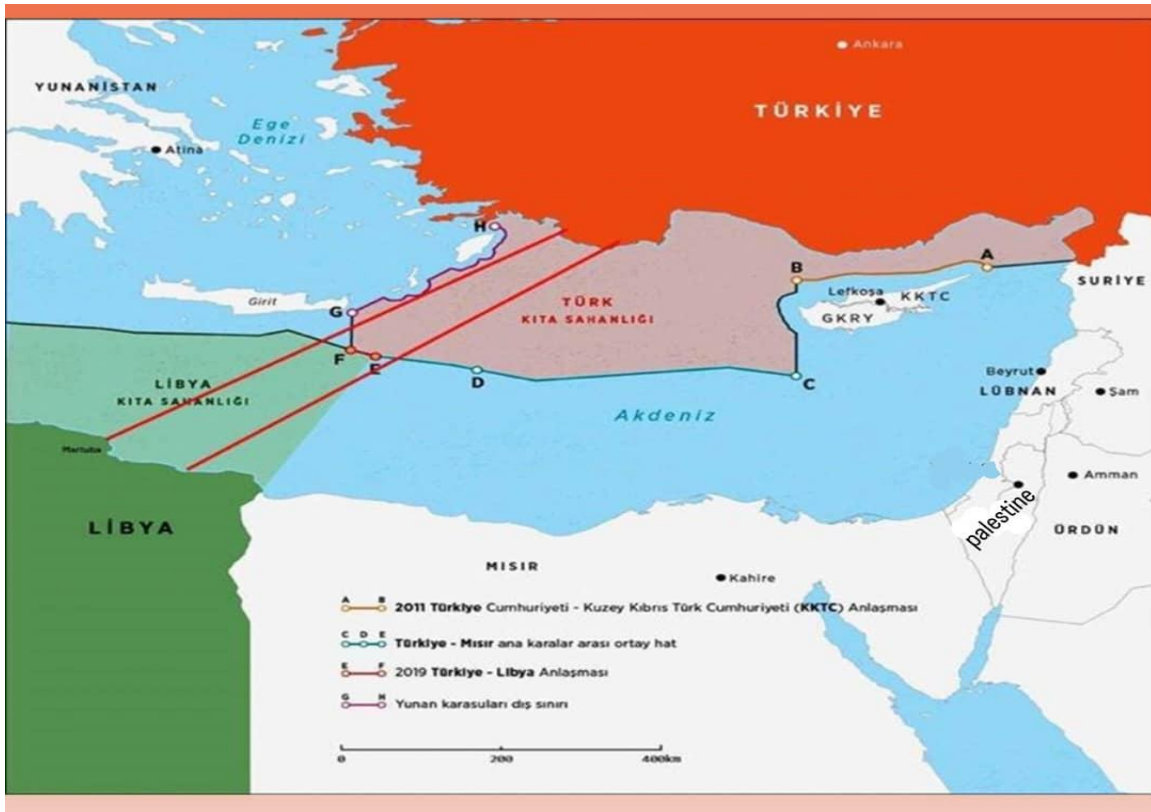 Ankara
YUNANİSTAN
TÜRKİYE
Ege
Denizi
Atina
H
A
B
SURİYE
Lefkoşa
KKTC
Girit
G
TÜRK
KITA SAHANLIĞI
GKRY
F
E
D
C
Beyrut
LÜBNAN
Şam
LİBYA
KITA SAHANLIĞI
Akdeniz
Martuba
Amman
palestine
LİBYA
ÜRDÜN
MISIR
Kahire
A B
2011 Türkiye Cumhuriyeti - Kuzey Kıbrıs Türk Cumhuriyeti (KKTC) Anlaşması
C D E
Türkiye - Mısır ana karalar arası ortay hat
E F
2019 Türkiye - Libya Anlaşması
G H
Yunan karasuları dış sınırı
0 200 400km